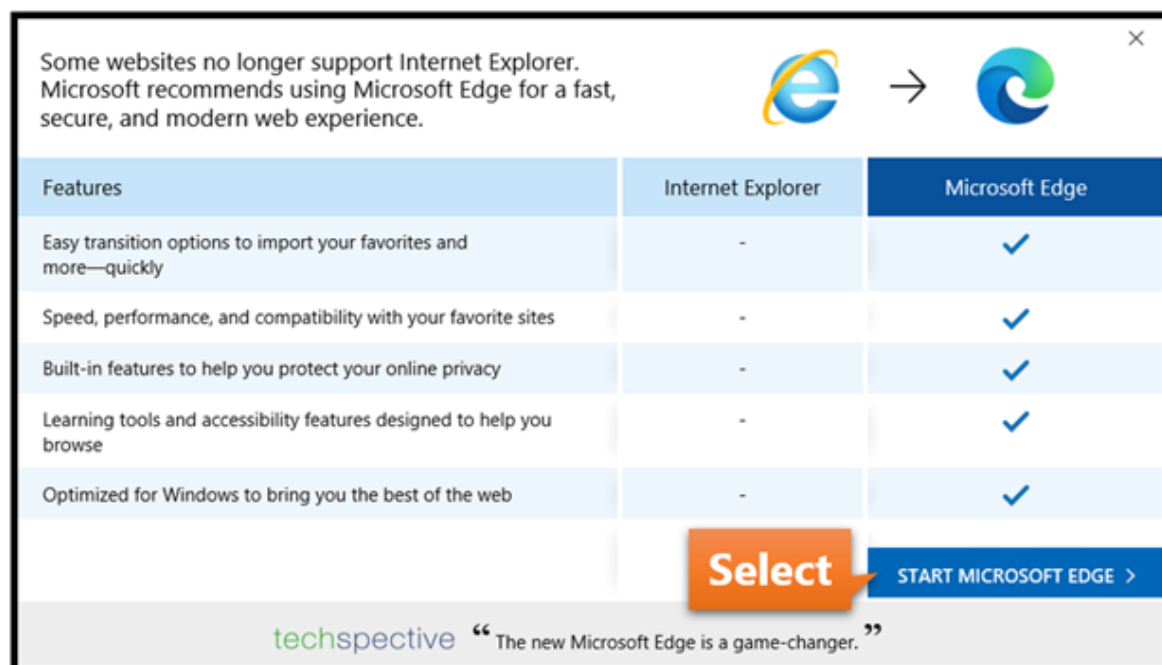 Some websites no longer support Internet Explorer.
Microsoft recommends using Microsoft Edge for a fast,
secure, and modern web experience.
Features
Internet Explorer
Microsoft Edge
Easy transition options to import your favorites and
more—quickly
-
Speed, performance, and compatibility with your favorite sites
-
Built-in features to help you protect your online privacy
-
Learning tools and accessibility features designed to help you
browse
-
Optimized for Windows to bring you the best of the web
-
Select
START MICROSOFT EDGE >
techspective “ The new Microsoft Edge is a game-changer. ”